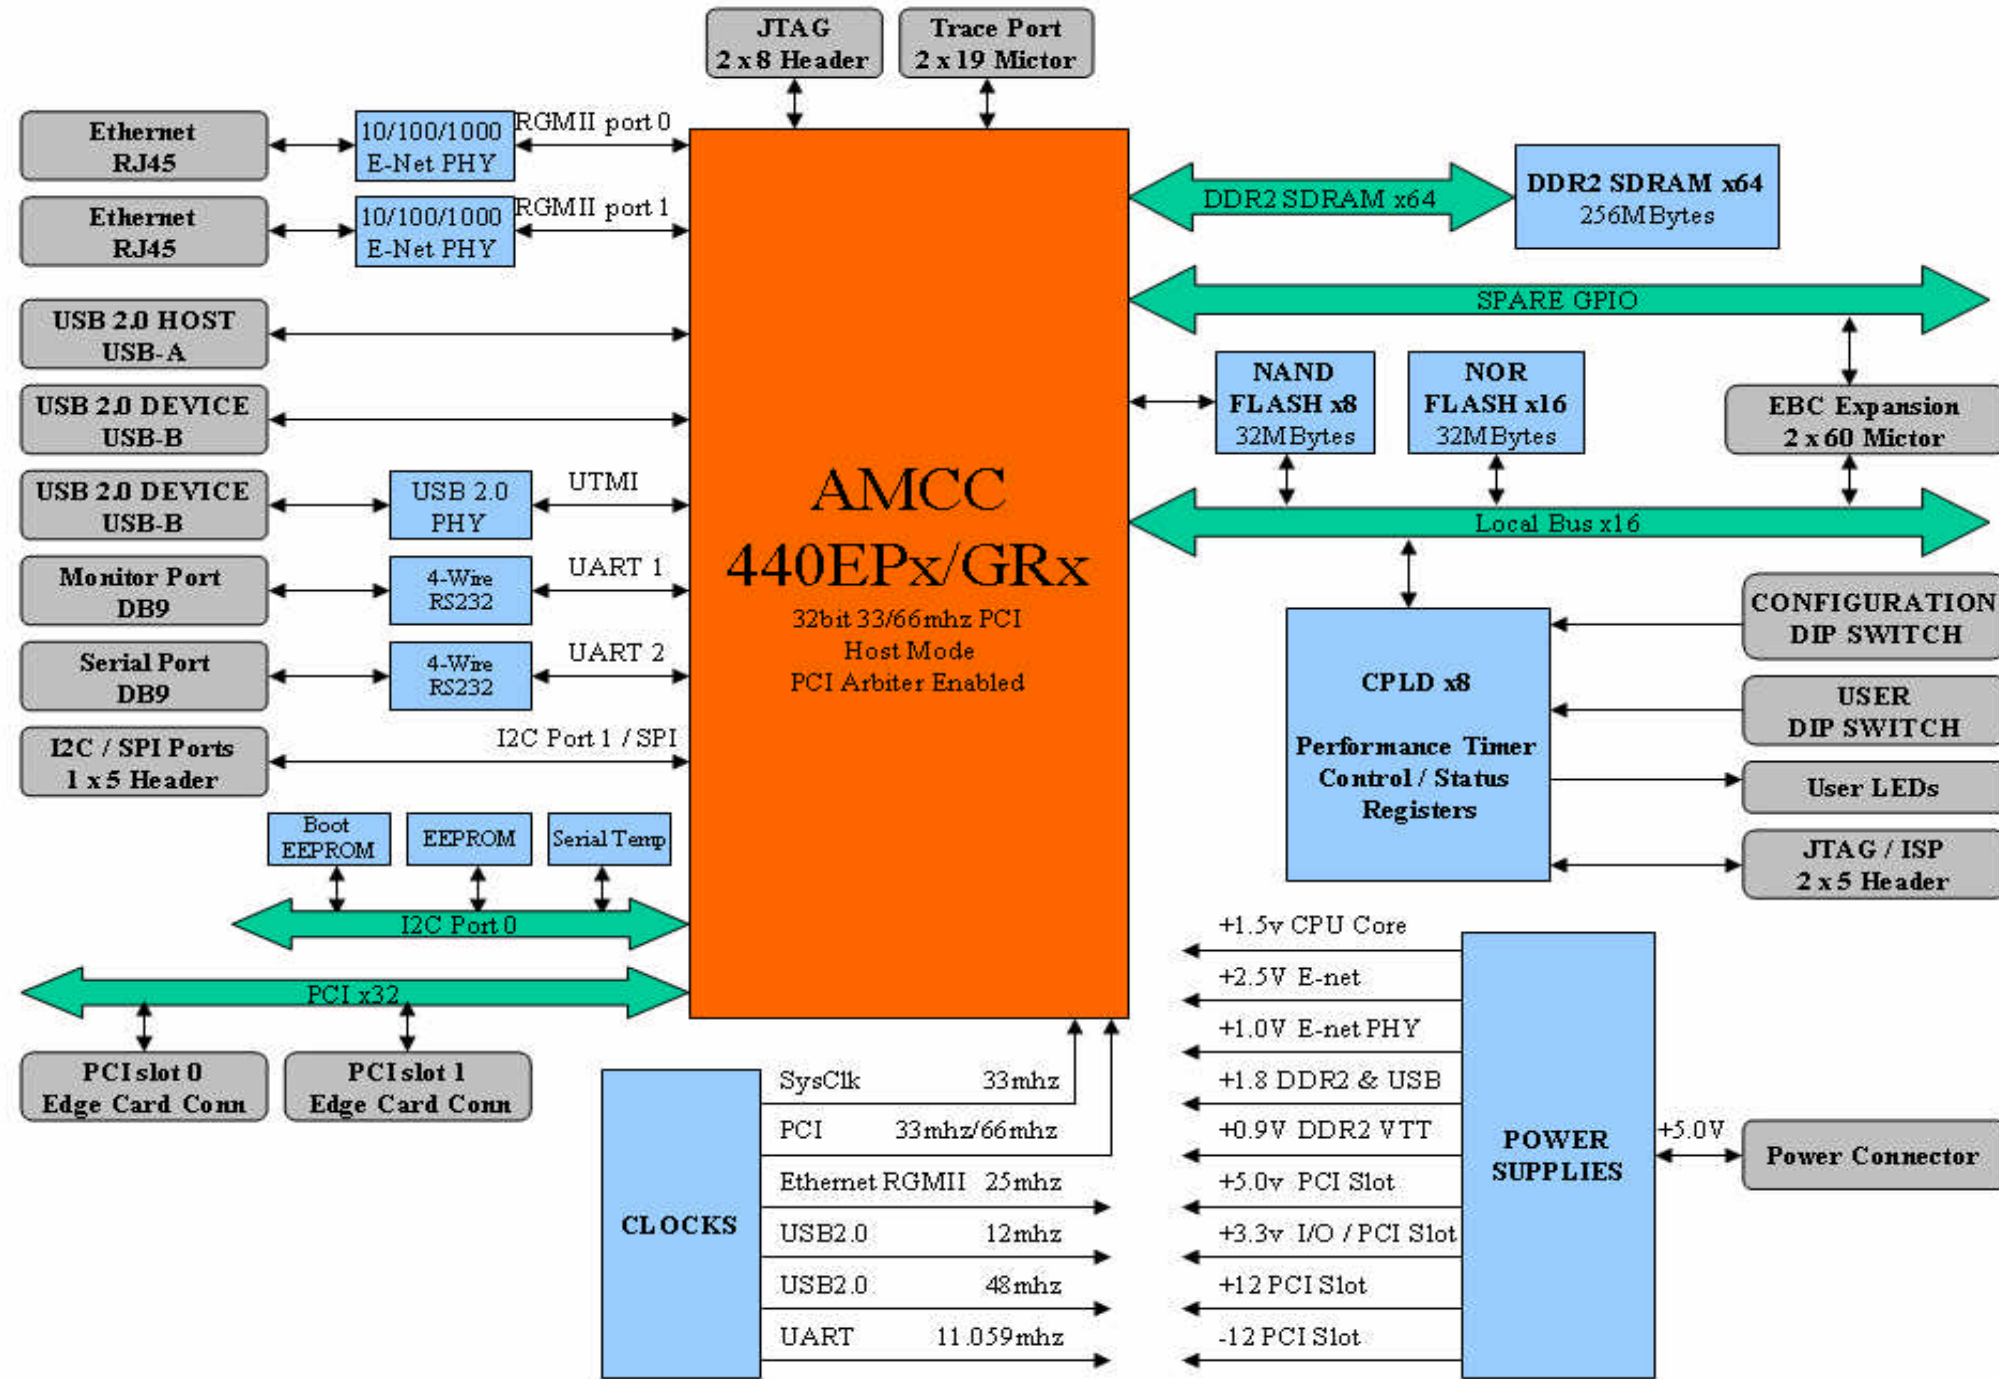 JTAG
2 x 8 Header
Trace Port
2 x 19 Mictor
Ethernet
RJ45
10/100/1000
E-Net PHY
RGMII port 0
Ethernet
RJ45
10/100/1000
E-Net PHY
RGMII port 1
USB 2.0 HOST
USB-A
USB 2.0 DEVICE
USB-B
USB 2.0 DEVICE
USB-B
USB 2.0
PHY
UTMI
Monitor Port
DB9
4-Wire
RS232
UART 1
Serial Port
DB9
4-Wire
RS232
UART 2
I2C / SPI Ports
1 x 5 Header
I2C Port 1 / SPI
Boot
EEPROM
EEPROM
Serial Temp
I2C Port 0
PCI x32
PCI slot 0
Edge Card Conn
PCI slot 1
Edge Card Conn
AMCC
440EPx/GRx
32bit 33/66mhz PCI
Host Mode
PCI Arbiter Enabled
DDR2 SDRAM x64
DDR2 SDRAM x64
256MBytes
SPARE GPIO
NAND
FLASH x8
32MBytes
NOR
FLASH x16
32MBytes
EBC Expansion
2 x 60 Mictor
Local Bus x16
CPLD x8
Performance Timer
Control / Status
Registers
CONFIGURATION
DIP SWITCH
USER
DIP SWITCH
User LEDs
JTAG / ISP
2 x 5 Header
CLOCKS
SysClk 33mhz
PCI 33mhz/66mhz
Ethernet RGMII 25mhz
USB2.0 12mhz
USB2.0 48mhz
UART 11.059mhz
+1.5v CPU Core
+2.5V E-net
+1.0V E-net PHY
+1.8 DDR2 & USB
+0.9V DDR2 VTT
+5.0v PCI Slot
+3.3v I/O / PCI Slot
+12 PCI Slot
-12 PCI Slot
POWER
SUPPLIES
+5.0V
Power Connector